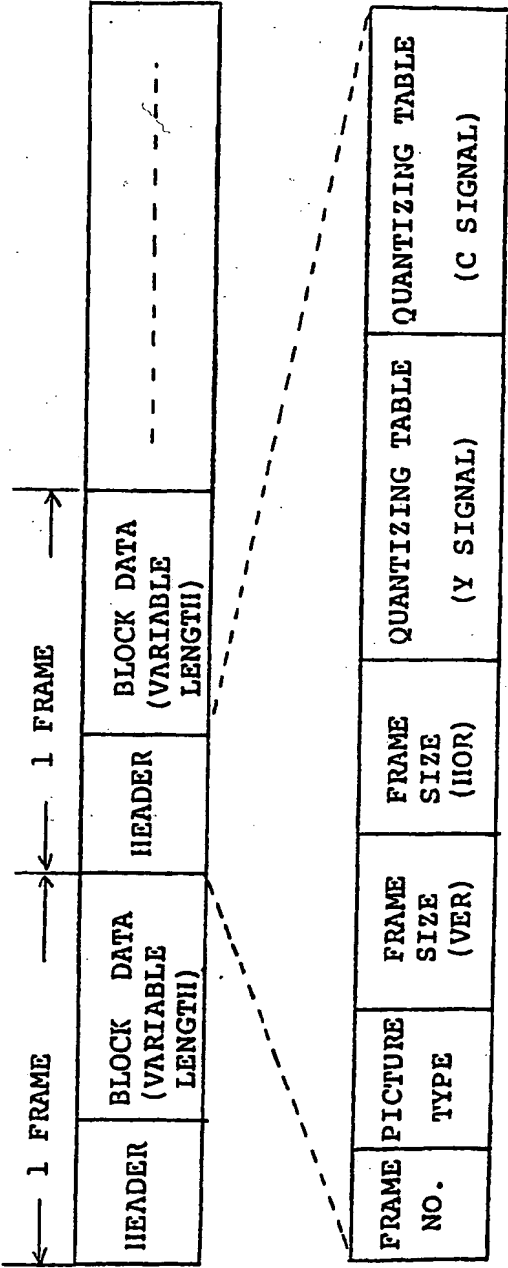 1 FRAME
1 FRAME
HEADER
BLOCK DATA
(VARIABLE
LENGTH)
HEADER
BLOCK DATA
(VARIABLE
LENGTH)
FRAME
NO.
PICTURE
TYPE
FRAME
SIZE
(VER)
FRAME
SIZE
(HOR)
QUANTIZING TABLE
(Y SIGNAL)
QUANTIZING TABLE
(C SIGNAL)